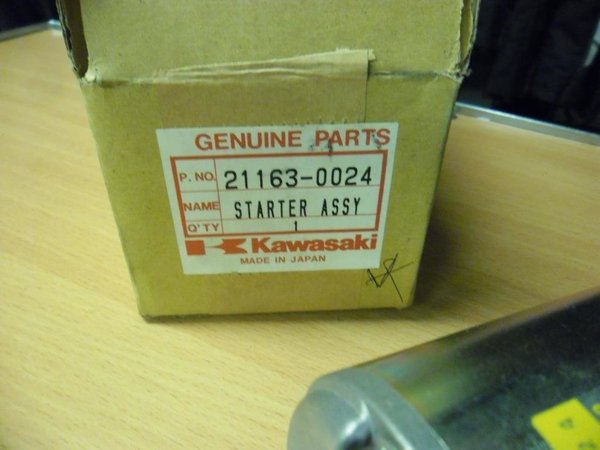 GENUINE PARTS
P. NO. 21163-0024
NAME STARTER ASSY
Q'TY 1
Kawasaki
MADE IN JAPAN